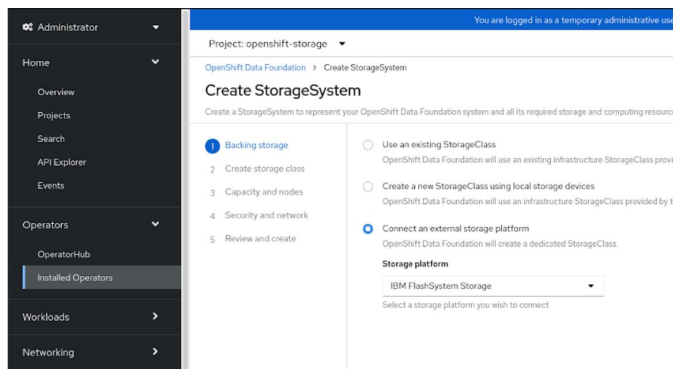 You are logged in as a temporary administrative use
Administrator
Project: openshift-storage
Home
Overview
Projects
Search
API Explorer
Events
Operators
OperatorHub
Installed Operators
Workloads
Networking
OpenShift Data Foundation > Create StorageSystem
Create StorageSystem
Create a StorageSystem to represent your OpenShift Data Foundation system and all its required storage and computing resourc
1 Backing storage
2 Create storage class
3 Capacity and nodes
4 Security and network
5 Review and create
Use an existing StorageClass
OpenShift Data Foundation will use an existing infrastructure StorageClass provi
Create a new StorageClass using local storage devices
OpenShift Data Foundation will use an infrastructure StorageClass provided by t
Connect an external storage platform
OpenShift Data Foundation will create a dedicated StorageClass.
Storage platform
IBM FlashSystem Storage
Select a storage platform you wish to connect